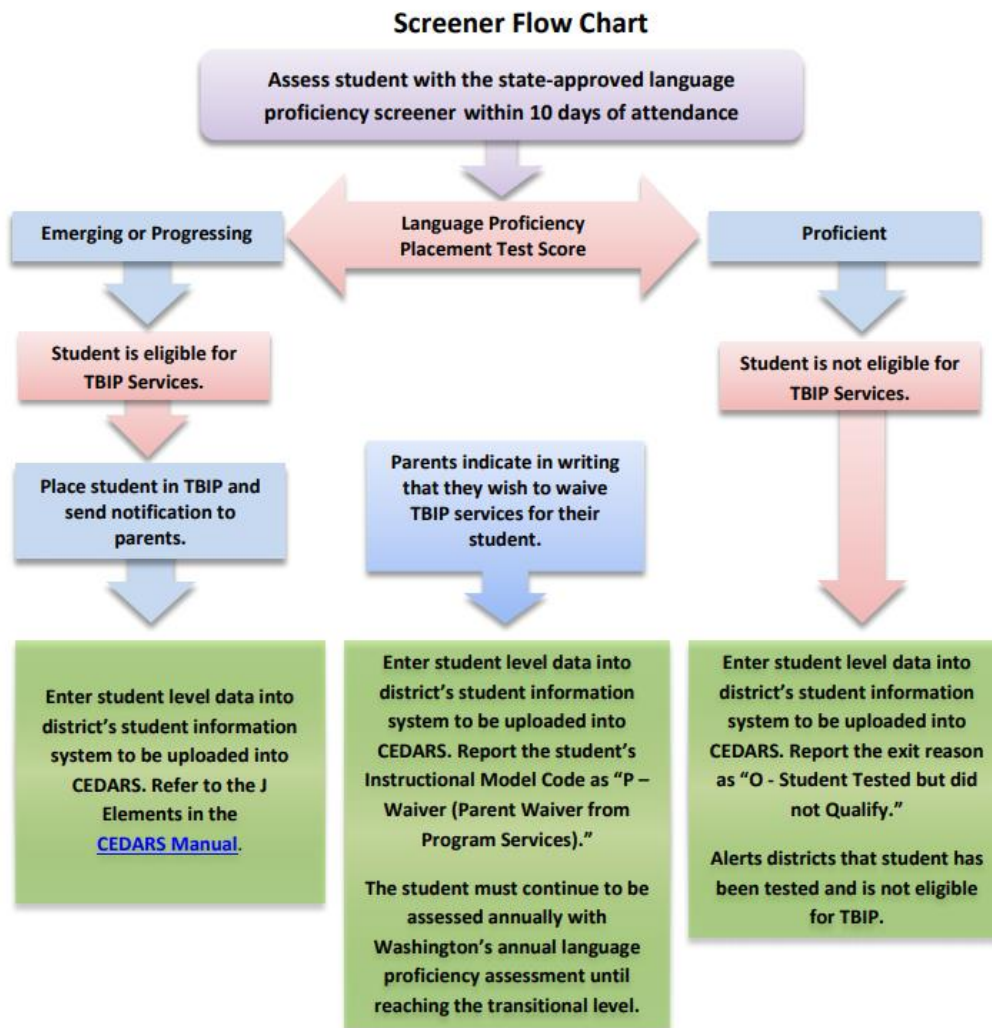 Screener Flow Chart
Assess student with the state-approved language
proficiency screener within 10 days of attendance
Emerging or Progressing
Language Proficiency
Placement Test Score
Proficient
Student is eligible for
TBIP Services.
Student is not eligible for
TBIP Services.
Place student in TBIP and
send notification to
parents.
Parents indicate in writing
that they wish to waive
TBIP services for their
student.
Enter student level data into
district’s student information
system to be uploaded into
CEDARS. Refer to the J
Elements in the
CEDARS Manual.
Enter student level data into
district’s student information
system to be uploaded into
CEDARS. Report the student’s
Instructional Model Code as “P –
Waiver (Parent Waiver from
Program Services).”
The student must continue to be
assessed annually with
Washington’s annual language
proficiency assessment until
reaching the transitional level.
Enter student level data into
district’s student information
system to be uploaded into
CEDARS. Report the exit reason
as “O - Student Tested but did
not Qualify.”
Alerts districts that student has
been tested and is not eligible
for TBIP.